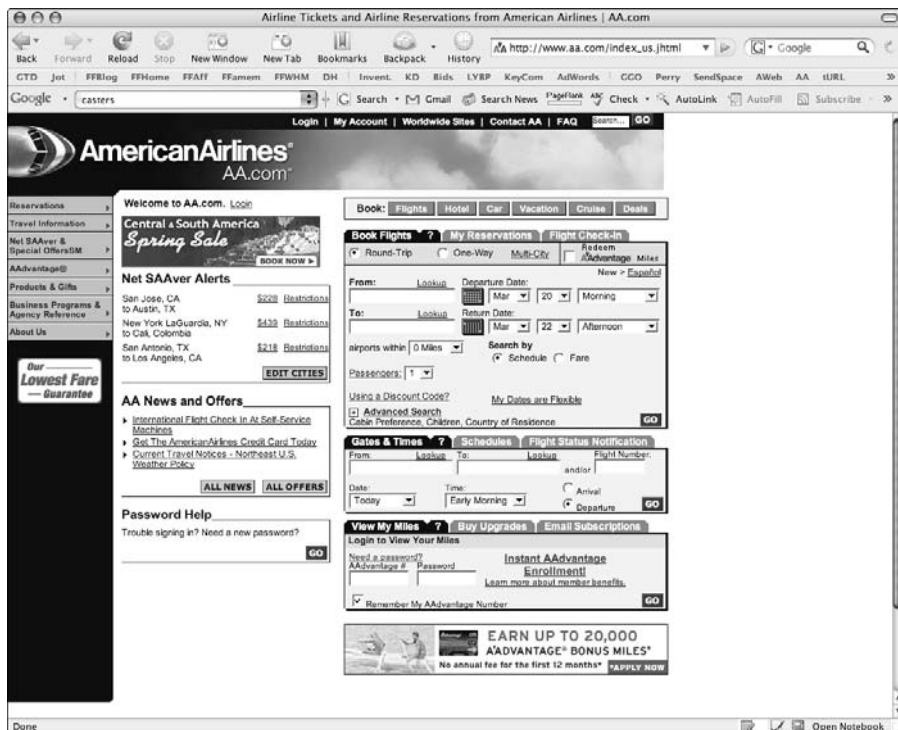 Airline Tickets and Airline Reservations from American Airlines | AA.com
Back Forward Reload Stop New Window New Tab Bookmarks Backpack History http://www.aa.com/index_us.jhtml Google
GTD Jot FFBlog FFHome FFAff FFamem FFWHM DH Invent. KD Bids LYRP KeyCom AdWords GGO Perry SendSpace AWeb AA tURL »
Google casters Search Gmail Search News PageRank Check AutoLink AutoFill Subscribe »
Login | My Account | Worldwide Sites | Contact AA | FAQ Search... GO
AmericanAirlines®
AA.com
Reservations
Travel Information
Net SAAver &
Special OffersSM
AAdvantage®
Products & Gifts
Business Programs &
Agency Reference
About Us
Our
Lowest Fare
Guarantee
Welcome to AA.com. Login
Central & South America
Spring Sale
BOOK NOW
Net SAAver Alerts
San Jose, CA
to Austin, TX
$228 Restrictions
New York LaGuardia, NY
to Cali, Colombia
$439 Restrictions
San Antonio, TX
to Los Angeles, CA
$218 Restrictions
EDIT CITIES
AA News and Offers
International Flight Check In At Self-Service
Machines
Get The AmericanAirlines Credit Card Today
Current Travel Notices - Northeast U.S.
Weather Policy
ALL NEWS ALL OFFERS
Password Help
Trouble signing in? Need a new password?
GO
Book: Flights Hotel Car Vacation Cruise Deals
Book Flights ? My Reservations Flight Check-in
Round-Trip One-Way Multi-City Redeem AAdvantage Miles
New > Español
From: Lookup Departure Date:
Mar 20 Morning
To: Lookup Return Date:
Mar 22 Afternoon
airports within 0 Miles Search by
Schedule Fare
Passengers: 1
Using a Discount Code? My Dates are Flexible
+ Advanced Search
Cabin Preference, Children, Country of Residence GO
Gates & Times ? Schedules Flight Status Notification
From: Lookup To: Lookup Flight Number:
and/or
Date: Time: Arrival
Today Early Morning Departure GO
View My Miles ? Buy Upgrades Email Subscriptions
Login to View Your Miles
Need a password?
AAdvantage # Password
Instant AAdvantage
Enrollment!
Learn more about member benefits.
Remember My AAdvantage Number GO
EARN UP TO 20,000
AADVANTAGE® BONUS MILES*
No annual fee for the first 12 months* *APPLY NOW
Done Open Notebook